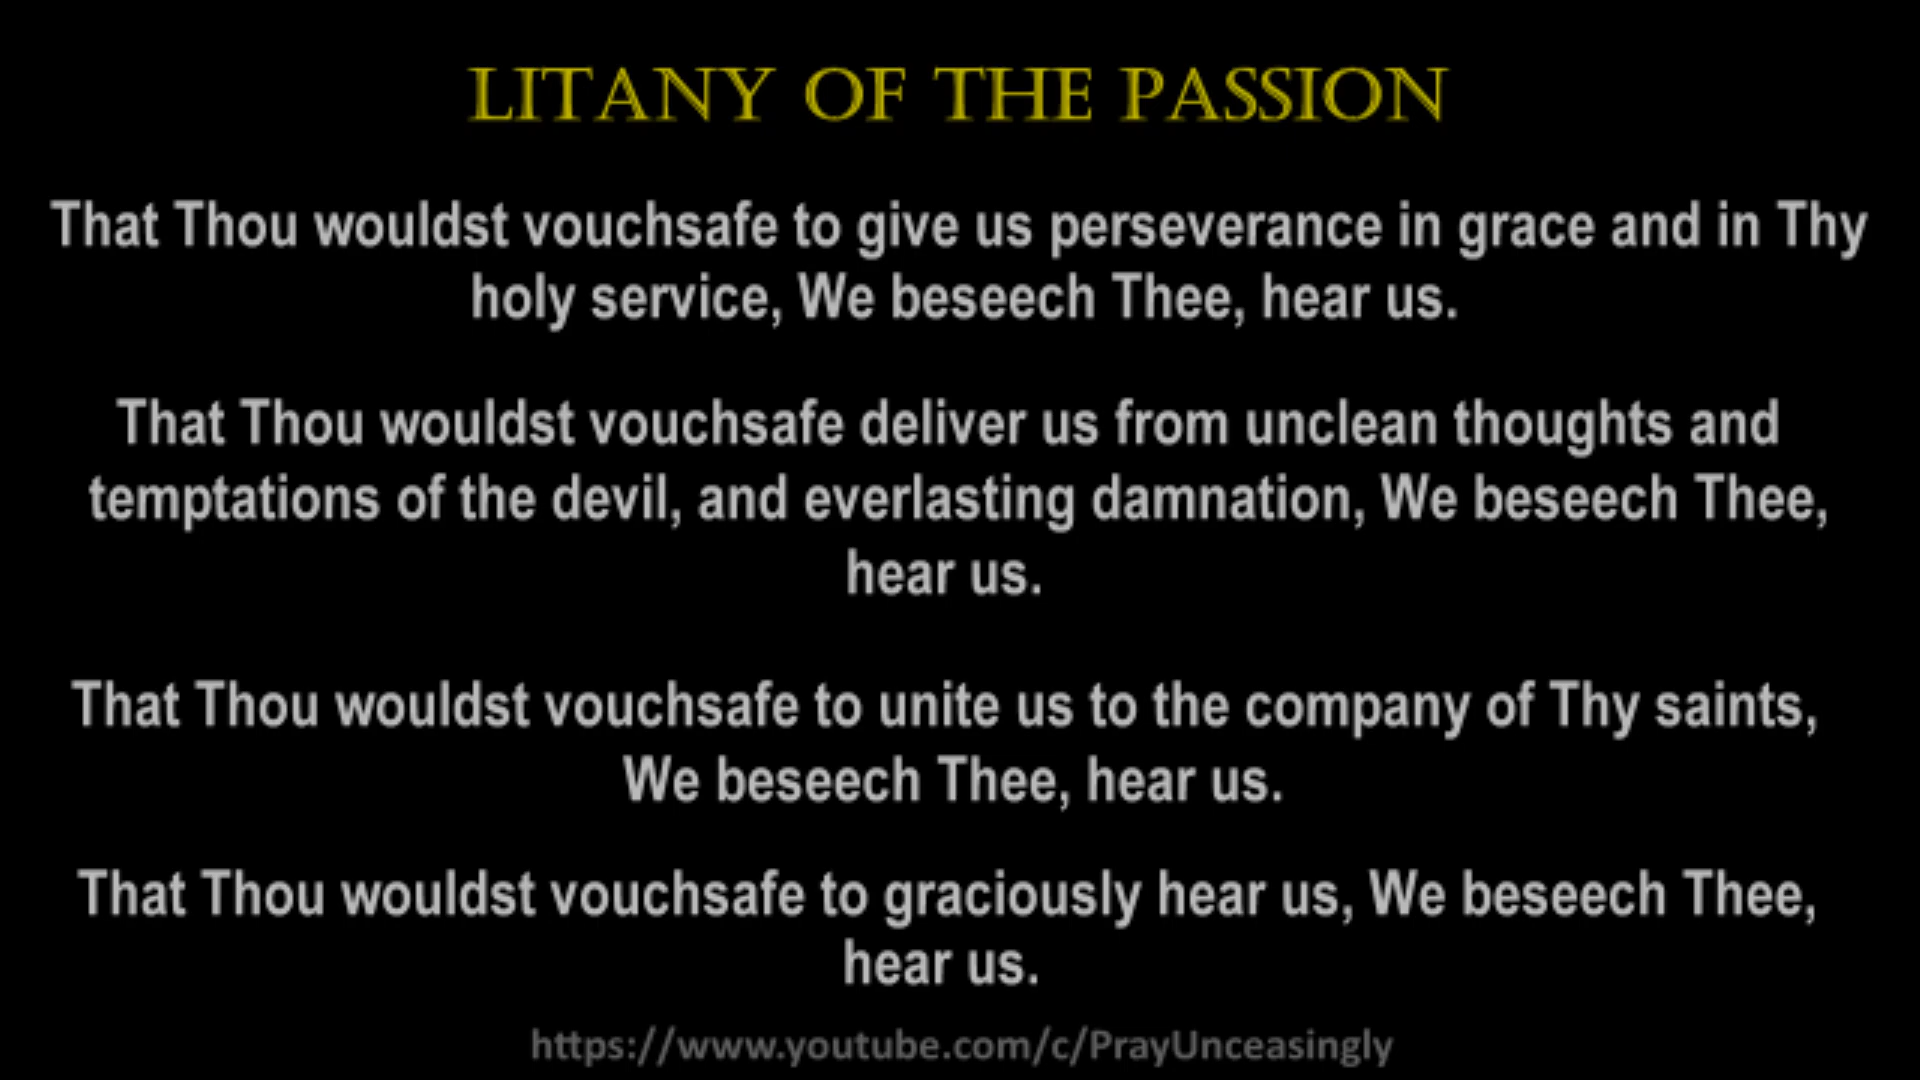 LITANY OF THE PASSION
That Thou wouldst vouchsafe to give us perseverance in grace and in Thy
holy service, We beseech Thee, hear us.
That Thou wouldst vouchsafe deliver us from unclean thoughts and
temptations of the devil, and everlasting damnation, We beseech Thee,
hear us.
That Thou wouldst vouchsafe to unite us to the company of Thy saints,
We beseech Thee, hear us.
That Thou wouldst vouchsafe to graciously hear us, We beseech Thee,
hear us.
https://www.youtube.com/c/PrayUnceasingly